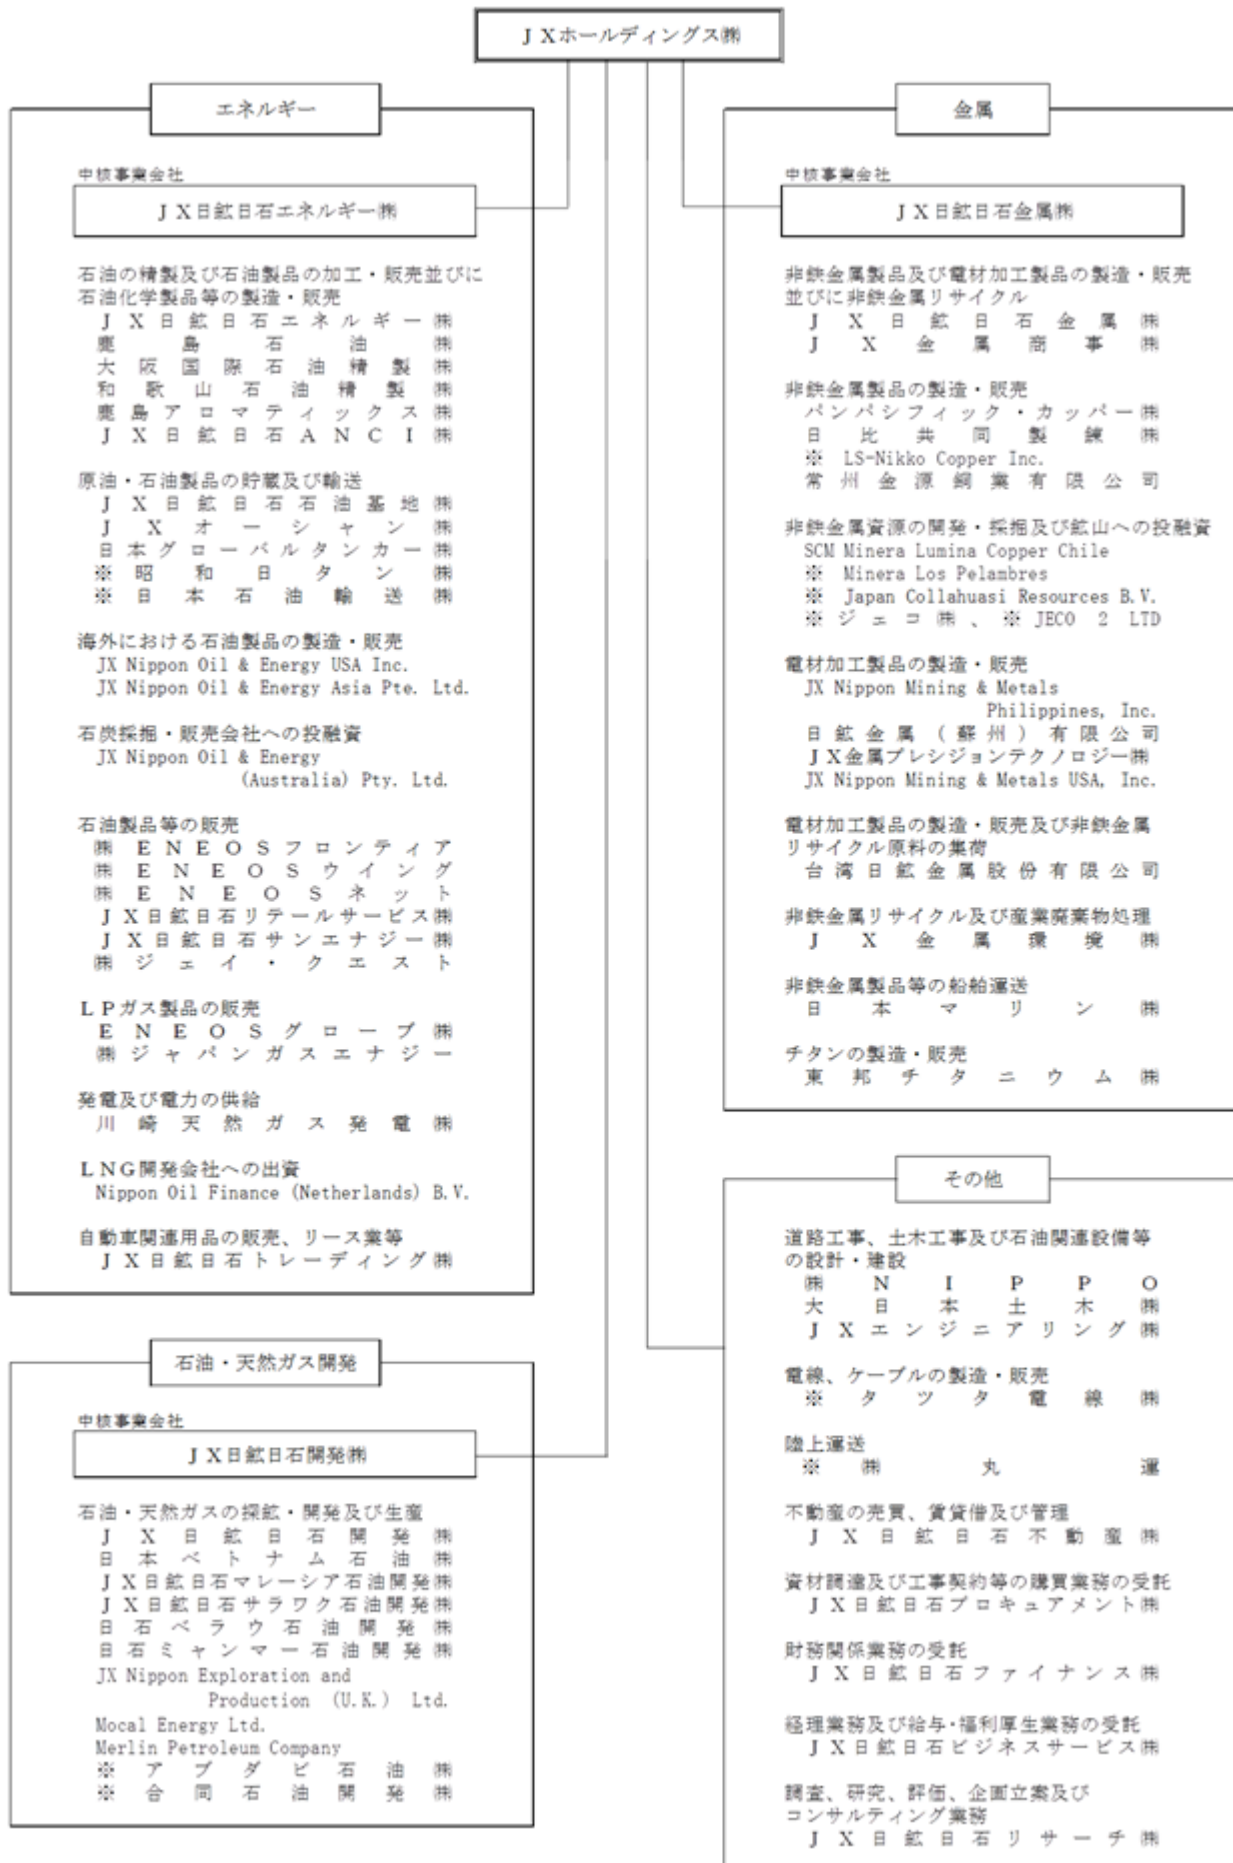 ＪＸホールディングス㈱
エネルギー
中核事業会社
ＪＸ日鉱日石エネルギー㈱
石油の精製及び石油製品の加工・販売並びに
石油化学製品等の製造・販売
ＪＸ日鉱日石エネルギー㈱
鹿島石油㈱
大阪国際石油精製㈱
和歌山石油精製㈱
鹿島アロマティックス㈱
ＪＸ日鉱日石ＡＮＣＩ㈱
原油・石油製品の貯蔵及び輸送
ＪＸ日鉱日石石油基地㈱
ＪＸオーシャン㈱
日本グローバルタンカー㈱
※昭和日タン㈱
※日本石油輸送㈱
海外における石油製品の製造・販売
JX Nippon Oil & Energy USA Inc.
JX Nippon Oil & Energy Asia Pte. Ltd.
石炭採掘・販売会社への投融資
JX Nippon Oil & Energy
(Australia) Pty. Ltd.
石油製品等の販売
㈱ＥＮＥＯＳフロンティア
㈱ＥＮＥＯＳウイング
㈱ＥＮＥＯＳネット
ＪＸ日鉱日石リテールサービス㈱
ＪＸ日鉱日石サンエナジー㈱
㈱ジェイ・クエスト
ＬＰガス製品の販売
ＥＮＥＯＳグローブ㈱
㈱ジャパンガスエナジー
発電及び電力の供給
川崎天然ガス発電㈱
ＬＮＧ開発会社への出資
Nippon Oil Finance (Netherlands) B.V.
自動車関連用品の販売、リース業等
ＪＸ日鉱日石トレーディング㈱
石油・天然ガス開発
中核事業会社
ＪＸ日鉱日石開発㈱
石油・天然ガスの探鉱・開発及び生産
ＪＸ日鉱日石開発㈱
日本ベトナム石油㈱
ＪＸ日鉱日石マレーシア石油開発㈱
ＪＸ日鉱日石サラワク石油開発㈱
日石ベラウ石油開発㈱
日石ミャンマー石油開発㈱
JX Nippon Exploration and
Production (U.K.) Ltd.
Mocal Energy Ltd.
Merlin Petroleum Company
※アブダビ石油㈱
※合同石油開発㈱
金属
中核事業会社
ＪＸ日鉱日石金属㈱
非鉄金属製品及び電材加工製品の製造・販売
並びに非鉄金属リサイクル
ＪＸ日鉱日石金属㈱
ＪＸ金属商事㈱
非鉄金属製品の製造・販売
パンパシフィック・カッパー㈱
日比共同製錬㈱
※ LS-Nikko Copper Inc.
常州金源銅業有限公司
非鉄金属資源の開発・採掘及び鉱山への投融資
SCM Minera Lumina Copper Chile
※ Minera Los Pelambres
※ Japan Collahuasi Resources B.V.
※ジェコ㈱、※ JECO 2 LTD
電材加工製品の製造・販売
JX Nippon Mining & Metals
Philippines, Inc.
日鉱金属（蘇州）有限公司
ＪＸ金属プレシジョンテクノロジー㈱
JX Nippon Mining & Metals USA, Inc.
電材加工製品の製造・販売及び非鉄金属
リサイクル原料の集荷
台湾日鉱金属股份有限公司
非鉄金属リサイクル及び産業廃棄物処理
ＪＸ金属環境㈱
非鉄金属製品等の船舶運送
日本マリン㈱
チタンの製造・販売
東邦チタニウム㈱
その他
道路工事、土木工事及び石油関連設備等
の設計・建設
㈱ＮＩＰＰＯ
大日本土木㈱
ＪＸエンジニアリング㈱
電線、ケーブルの製造・販売
※タツタ電線㈱
陸上運送
※㈱丸運
不動産の売買、賃貸借及び管理
ＪＸ日鉱日石不動産㈱
資材調達及び工事契約等の購買業務の受託
ＪＸ日鉱日石プロキュアメント㈱
財務関係業務の受託
ＪＸ日鉱日石ファイナンス㈱
経理業務及び給与・福利厚生業務の受託
ＪＸ日鉱日石ビジネスサービス㈱
調査、研究、評価、企画立案及び
コンサルティング業務
ＪＸ日鉱日石リサーチ㈱